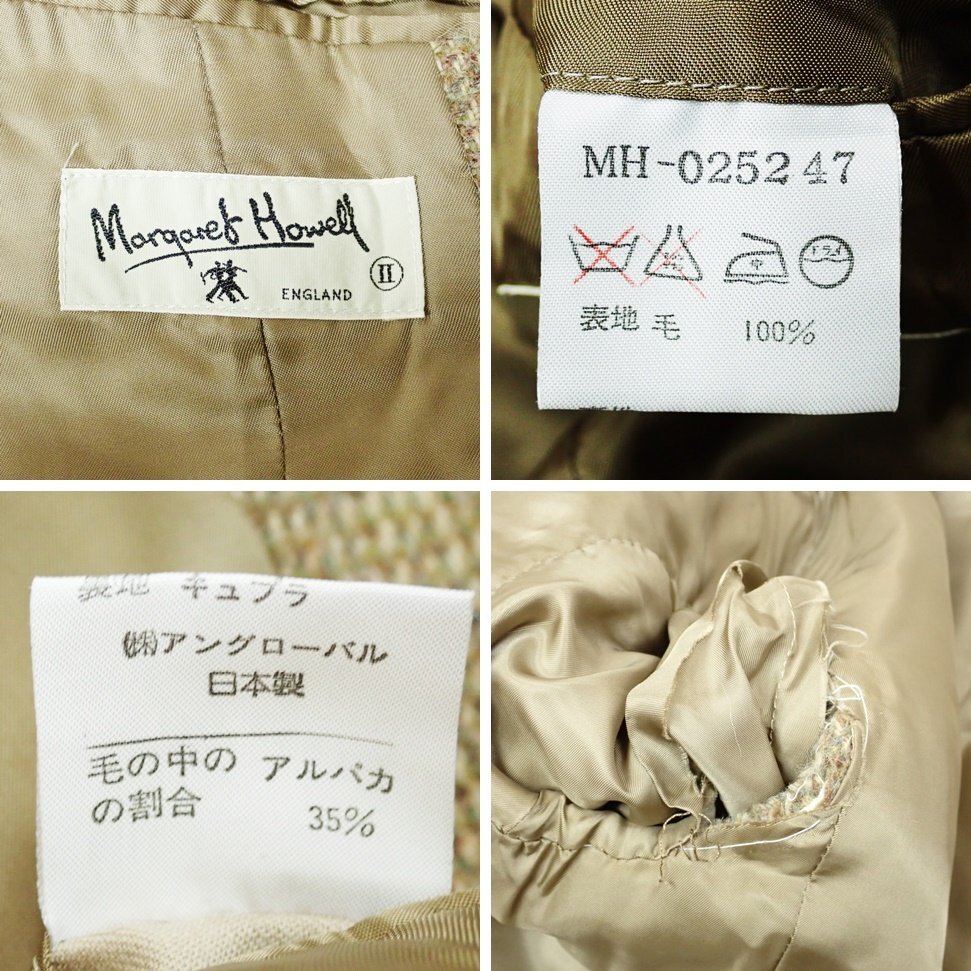 Margaret Howell
II
ENGLAND
MH-025247
表地 毛 100%
キュプラ
(株)アングローバル
日本製
毛の中の アルパカ
の割合 35%